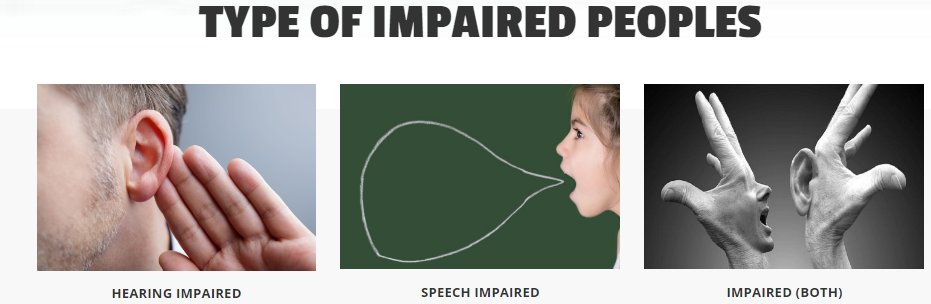 TYPE OF IMPAIRED PEOPLES
HEARING IMPAIRED
SPEECH IMPAIRED
IMPAIRED (BOTH)